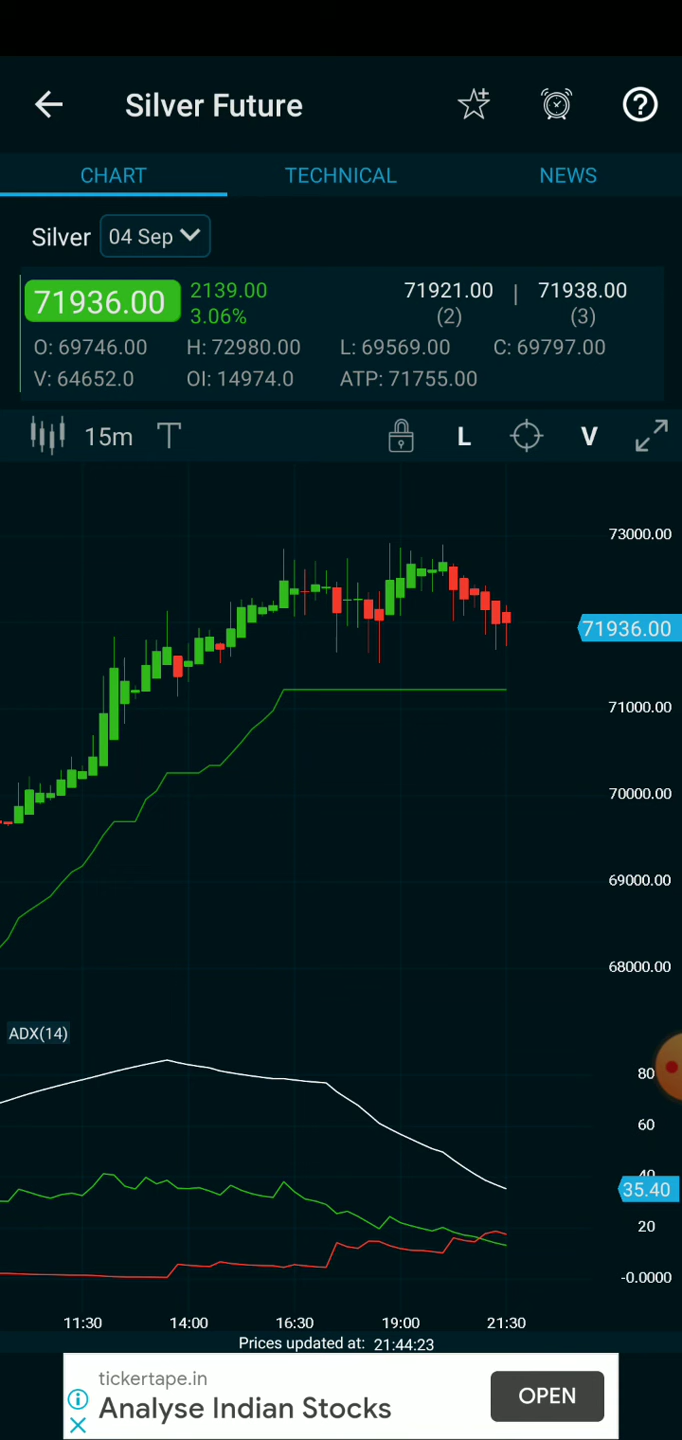 Silver Future
CHART TECHNICAL NEWS
Silver 04 Sep
71936.00 2139.00 3.06% 71921.00 (2) | 71938.00 (3)
O: 69746.00 H: 72980.00 L: 69569.00 C: 69797.00
V: 64652.0 OI: 14974.0 ATP: 71755.00
15m T L V
73000.00
71936.00
71000.00
70000.00
69000.00
68000.00
ADX(14)
80
60
40
35.40
20
-0.0000
11:30 14:00 16:30 19:00 21:30
Prices updated at: 21:44:23
tickertape.in
Analyse Indian Stocks
OPEN